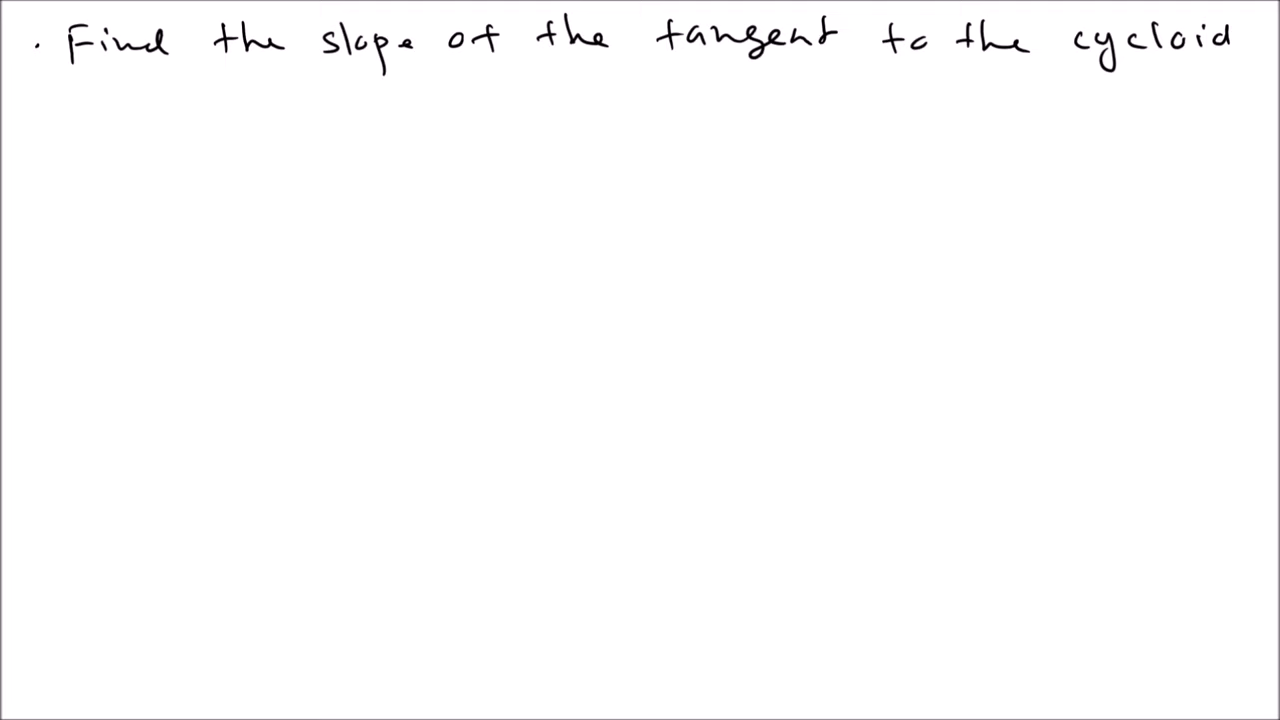 . Find the slope of the tangent to the cycloid